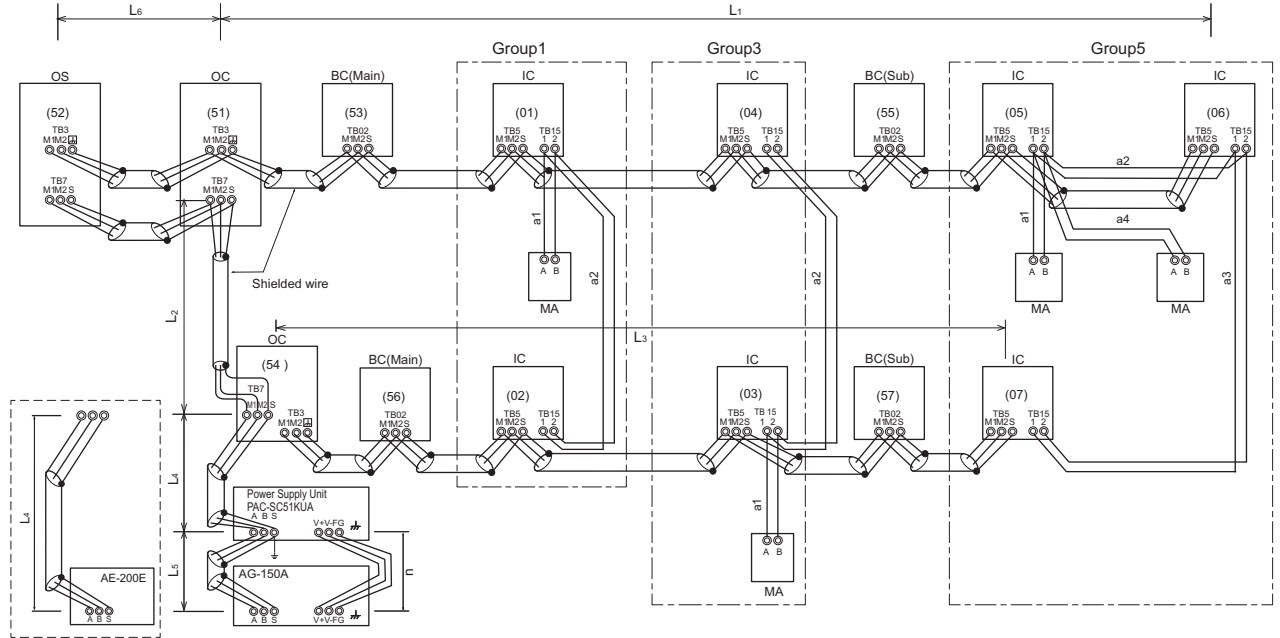 L6
L1
Group1
Group3
Group5
OS
OC
BC(Main)
IC
IC
BC(Sub)
IC
IC
(52)
(51)
(53)
(01)
(04)
(55)
(05)
(06)
TB3
M1M2
TB3
M1M2
TB02
M1M2S
TB5
M1M2S
TB15
1 2
TB5
M1M2S
TB15
1 2
TB02
M1M2S
TB5
M1M2S
TB15
1 2
TB5
M1M2S
TB15
1 2
TB7
M1M2 S
TB7
M1M2 S
a2
a1
a1
a4
a2
a2
a3
Shielded wire
L2
A B
MA
A B
MA
A B
MA
L3
OC
(54 )
TB7
M1M2 S
TB3
M1M2
BC(Main)
(56)
TB02
M1M2S
IC
(02)
TB5
M1M2S
TB15
1 2
IC
(03)
TB5
M1M2S
TB 15
1 2
BC(Sub)
(57)
TB02
M1M2S
IC
(07)
TB5
M1M2S
TB15
1 2
L4
L4
Power Supply Unit
PAC-SC51KUA
A B S
V+V-FG
a1
A B
MA
L5
n
AE-200E
A B S
AG-150A
A B S
V+V-FG